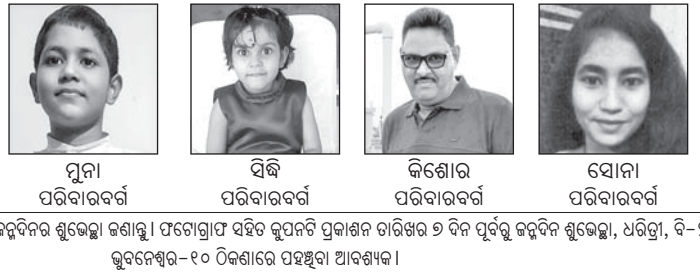 ମୁନା
ପରିବାରବର୍ଗ
ସିଦ୍ଧି
ପରିବାରବର୍ଗ
କିଶୋର
ପରିବାରବର୍ଗ
ସୋନା
ପରିବାରବର୍ଗ
ଜନ୍ମଦିନର ଶୁଭେଚ୍ଛା ଜଣାନ୍ତୁ। ଫଟୋଗ୍ରାଫ ସହିତ କୁପନଟି ପ୍ରକାଶନ ତାରିଖର ୭ ଦିନ ପୂର୍ବରୁ ଜନ୍ମଦିନ ଶୁଭେଚ୍ଛା, ଧରିତ୍ରୀ, ବି-
ଭୁବନେଶ୍ୱର-୧୦ ଠିକଣାରେ ପହଞ୍ଚିବା ଆବଶ୍ୟକ।